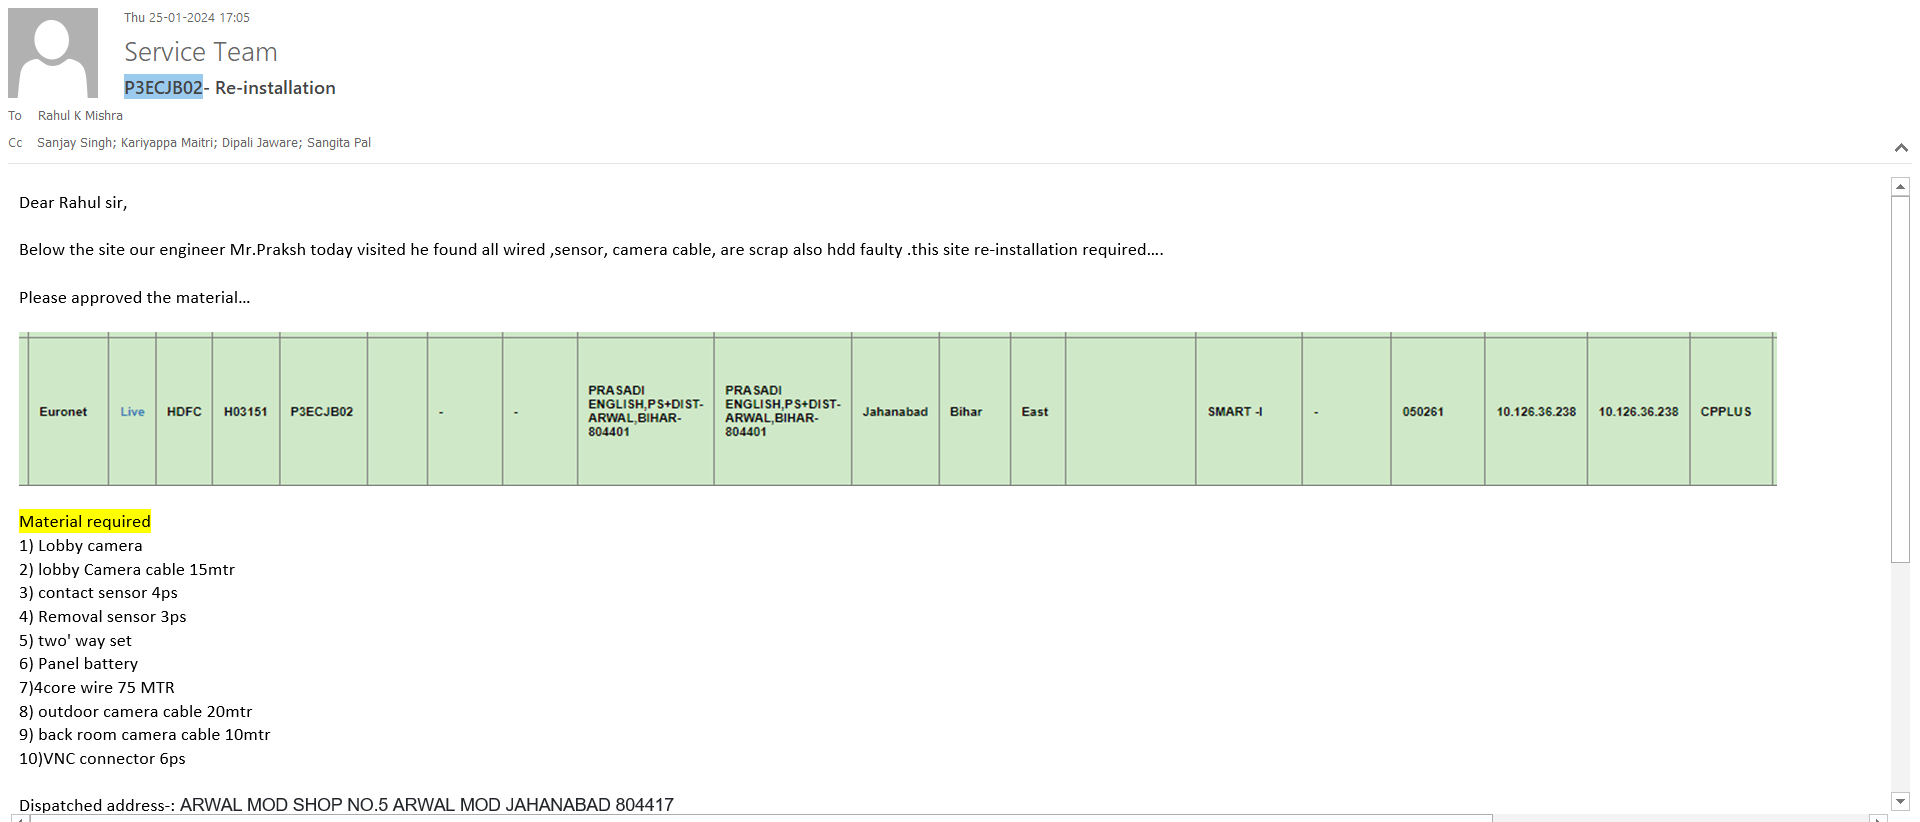 Thu 25-01-2024 17:05
Service Team
P3ECJB02- Re-installation
To Rahul K Mishra
Cc Sanjay Singh; Kariyappa Maitri; Dipali Jaware; Sangita Pal
Dear Rahul sir,
Below the site our engineer Mr.Praksh today visited he found all wired ,sensor, camera cable, are scrap also hdd faulty .this site re-installation required....
Please approved the material...
PRASADI PRASADI
ENGLISH,PS+DIST- ENGLISH,PS+DIST-
Euronet Live HDFC H03151 P3ECJB02 - - ARWAL,BIHAR- ARWAL,BIHAR- Jahanabad Bihar East SMART -I - 050261 10.126.36.238 10.126.36.238 CPPLUS
804401 804401
Material required
1) Lobby camera
2) lobby Camera cable 15mtr
3) contact sensor 4ps
4) Removal sensor 3ps
5) two' way set
6) Panel battery
7)4core wire 75 MTR
8) outdoor camera cable 20mtr
9) back room camera cable 10mtr
10)VNC connector 6ps
Dispatched address-: ARWAL MOD SHOP NO.5 ARWAL MOD JAHANABAD 804417